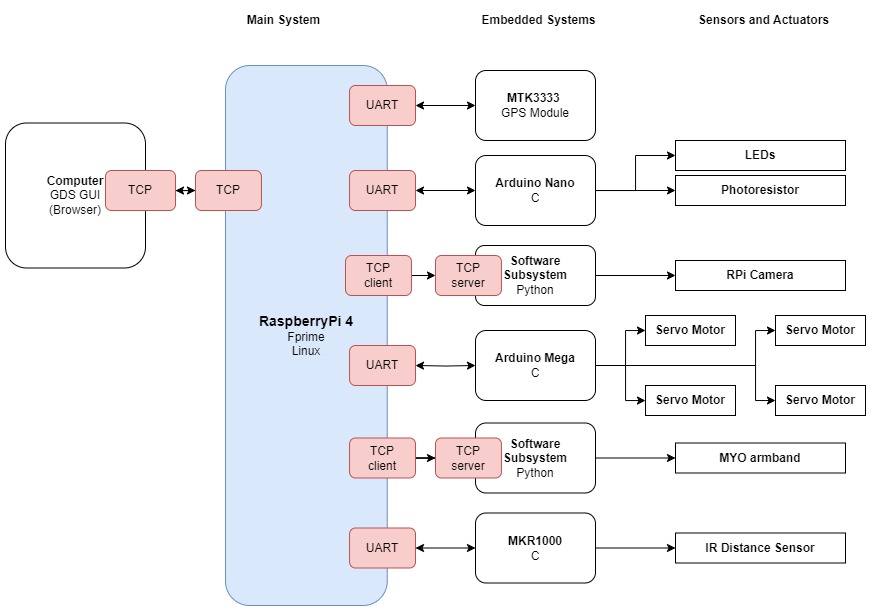 Main System
Embedded Systems
Sensors and Actuators
Computer
GDS GUI
(Browser)
TCP
TCP
RaspberryPi 4
Fprime
Linux
UART
MTK3333
GPS Module
UART
Arduino Nano
C
LEDs
Photoresistor
TCP
client
TCP
server
Software
Subsystem
Python
RPi Camera
UART
Arduino Mega
C
Servo Motor
Servo Motor
Servo Motor
Servo Motor
TCP
client
TCP
server
Software
Subsystem
Python
MYO armband
UART
MKR1000
C
IR Distance Sensor